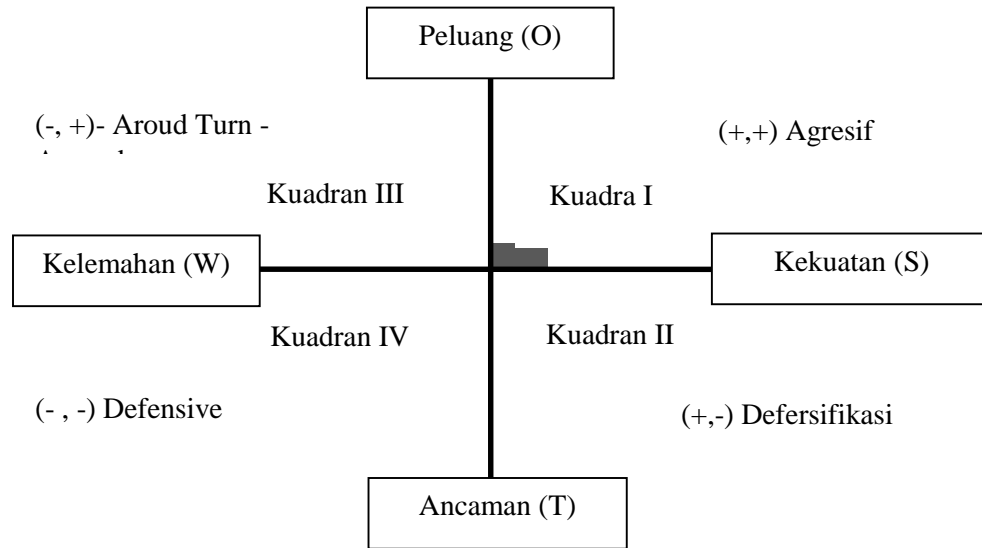 Peluang (O)
(-, +)- Aroud Turn -
(+,+) Agresif
Kuadran III
Kuadra I
Kelemahan (W)
Kekuatan (S)
Kuadran IV
Kuadran II
(- , -) Defensive
(+,-) Defersifikasi
Ancaman (T)